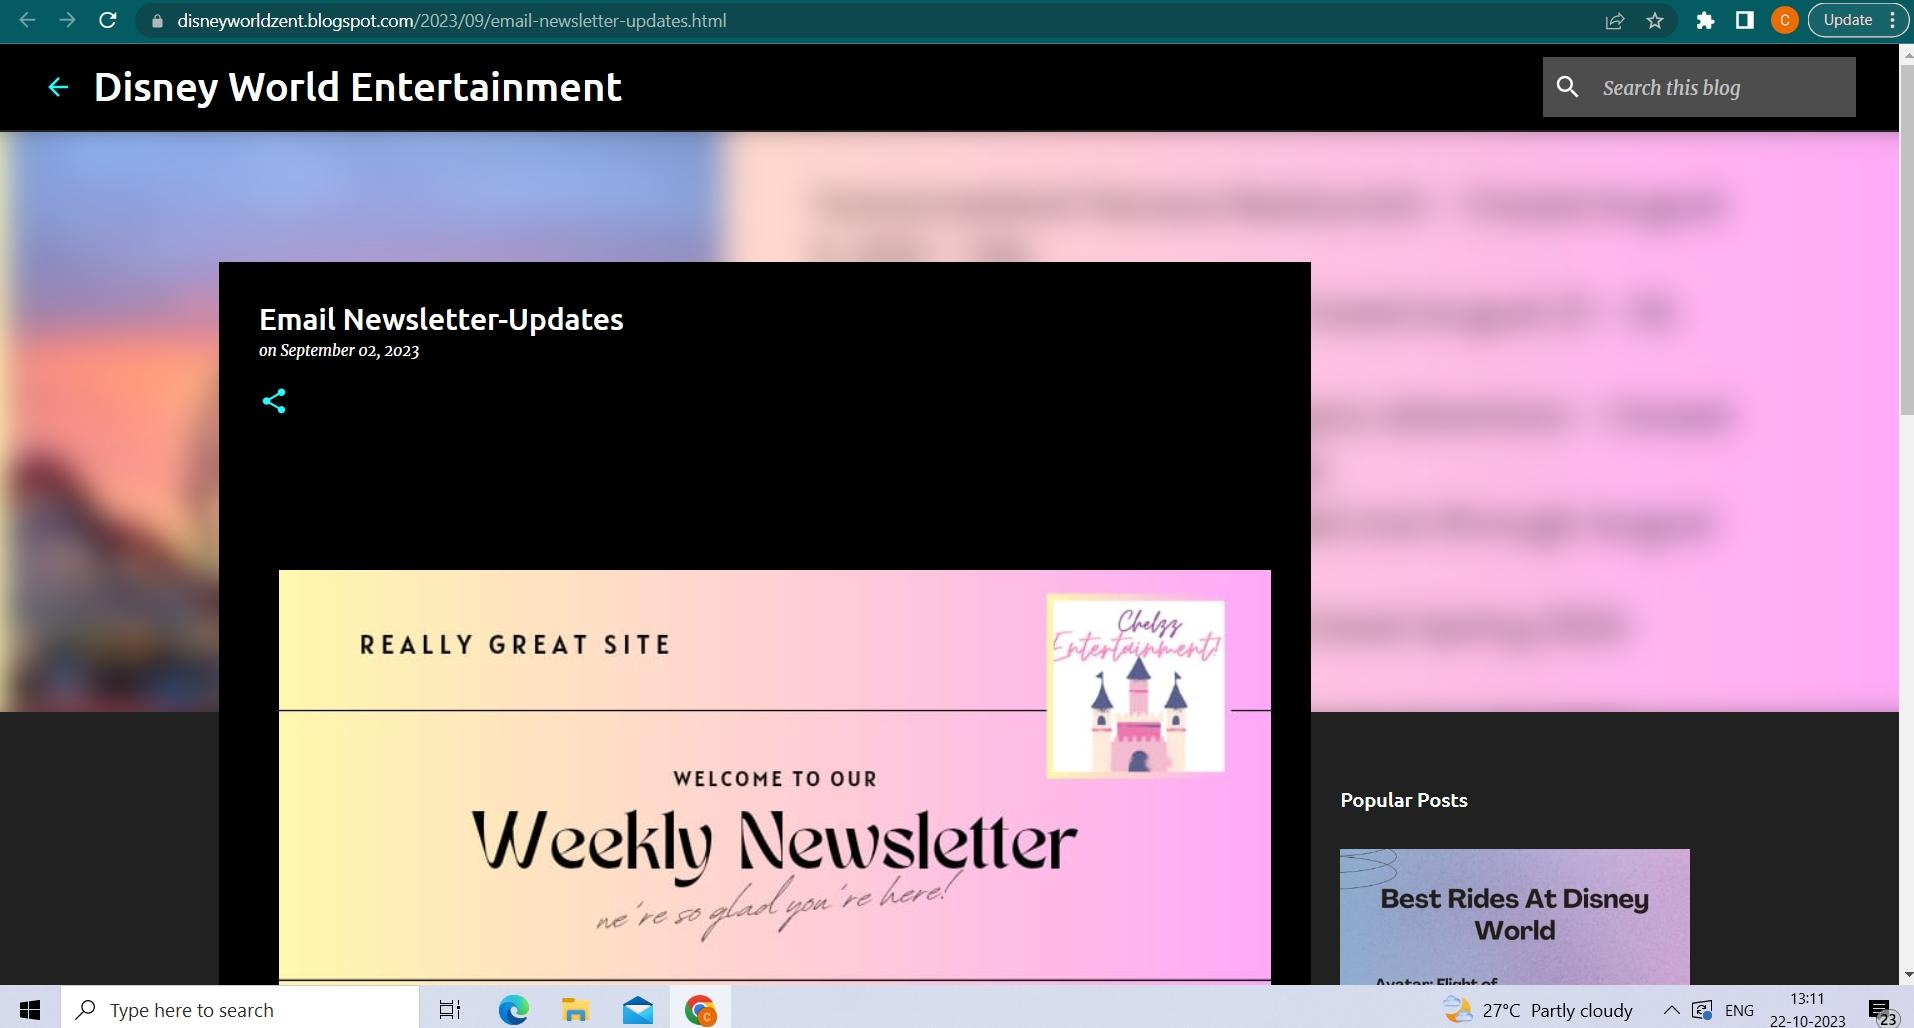 disneyworldzent.blogspot.com/2023/09/email-newsletter-updates.html
C
Update
Disney World Entertainment
Search this blog
Email Newsletter-Updates
on September 02, 2023
REALLY GREAT SITE
Chelzz
Entertainment!
WELCOME TO OUR
Weekly Newsletter
we're so glad you're here!
Popular Posts
Best Rides At Disney
World
Avatar: Flight of
Type here to search
C
27°C Partly cloudy
ENG
13:11
22-10-2023
23